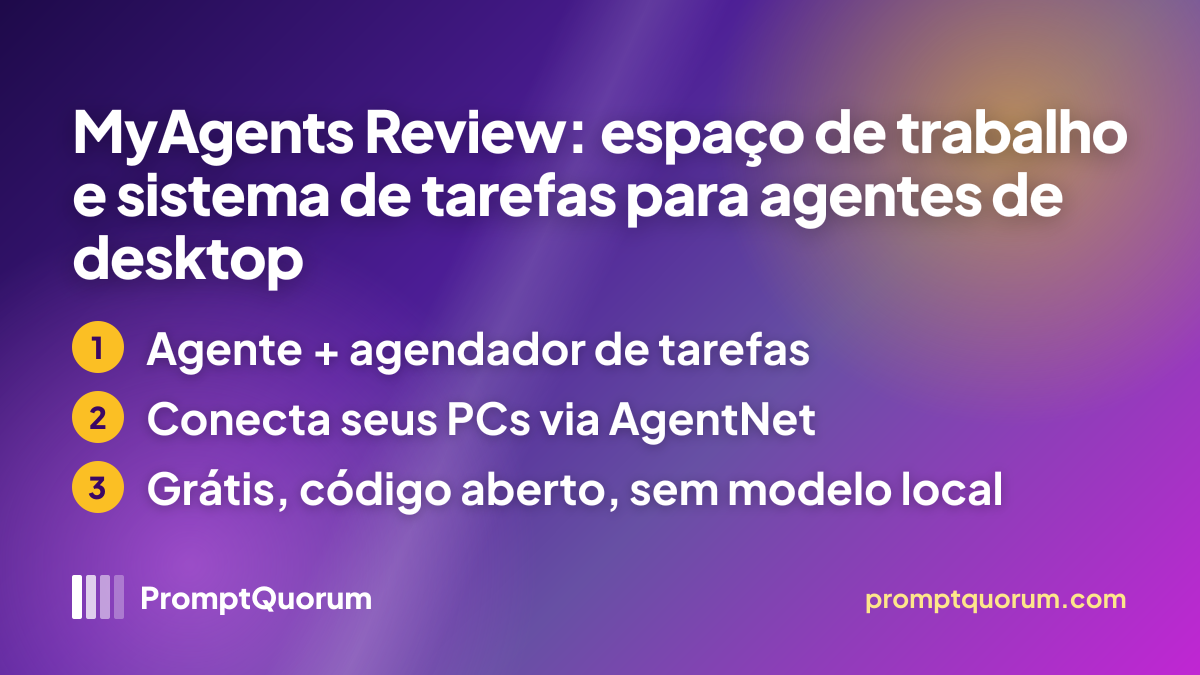 MyAgents Review: espaço de trabalho
e sistema de tarefas para agentes de
desktop
1 Agente + agendador de tarefas
2 Conecta seus PCs via AgentNet
3 Grátis, código aberto, sem modelo local
PromptQuorum
promptquorum.com